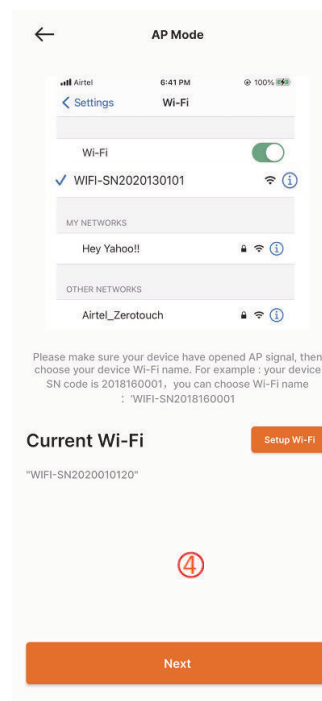 AP Mode
Airtel 6:41 PM 100%
Settings Wi-Fi
Wi-Fi
WIFI-SN2020130101
MY NETWORKS
Hey Yahoo!!
OTHER NETWORKS
Airtel_Zerotouch
Please make sure your device have opened AP signal, then
choose your device Wi-Fi name. For example : your device
SN code is 2018160001, you can choose Wi-Fi name
: 'WIFI-SN2018160001
Current Wi-Fi
Setup Wi-Fi
"WIFI-SN2020010120"
④
Next